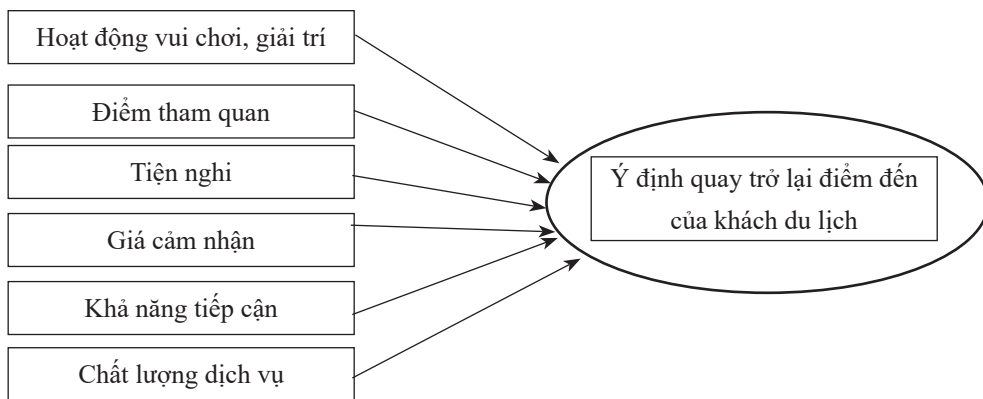 Hoạt động vui chơi, giải trí
Điểm tham quan
Tiện nghi
Giá cảm nhận
Khả năng tiếp cận
Chất lượng dịch vụ
Ý định quay trở lại điểm đến
của khách du lịch